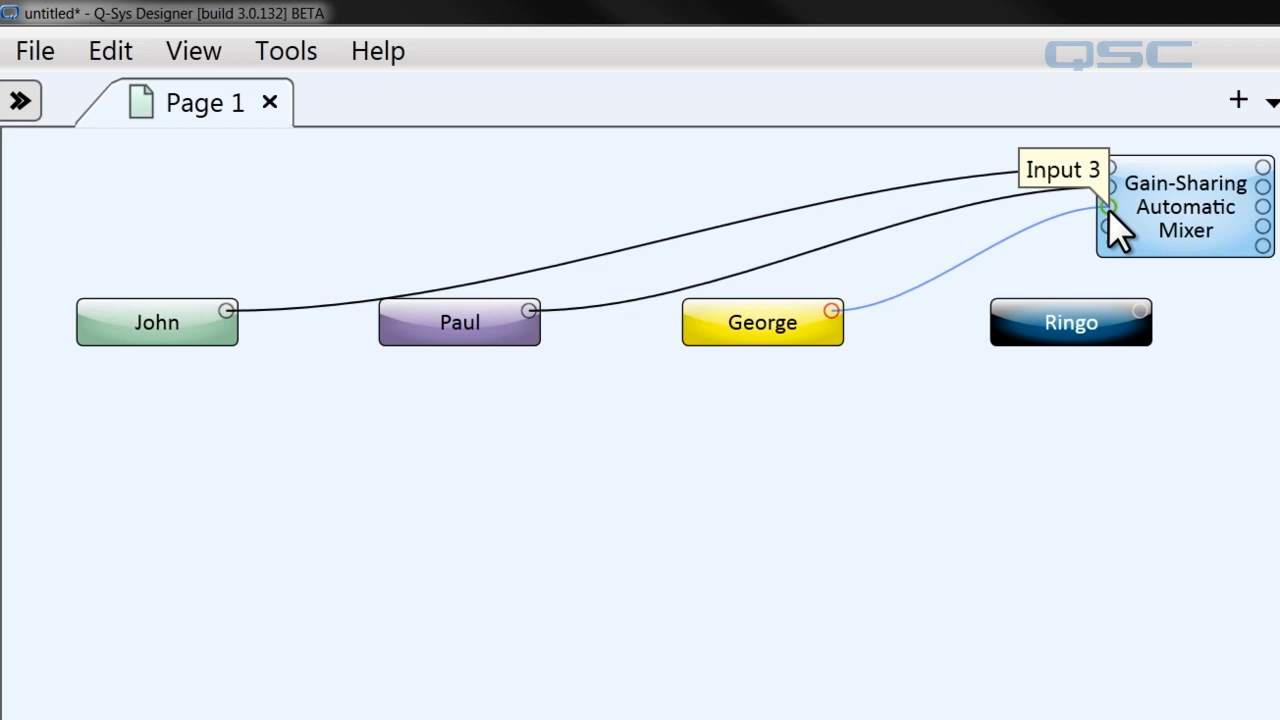 untitled* - Q-Sys Designer [build 3.0.132] BETA
File Edit View Tools Help
QSC
Page 1
Input 3
Gain-Sharing
Automatic
Mixer
John
Paul
George
Ringo